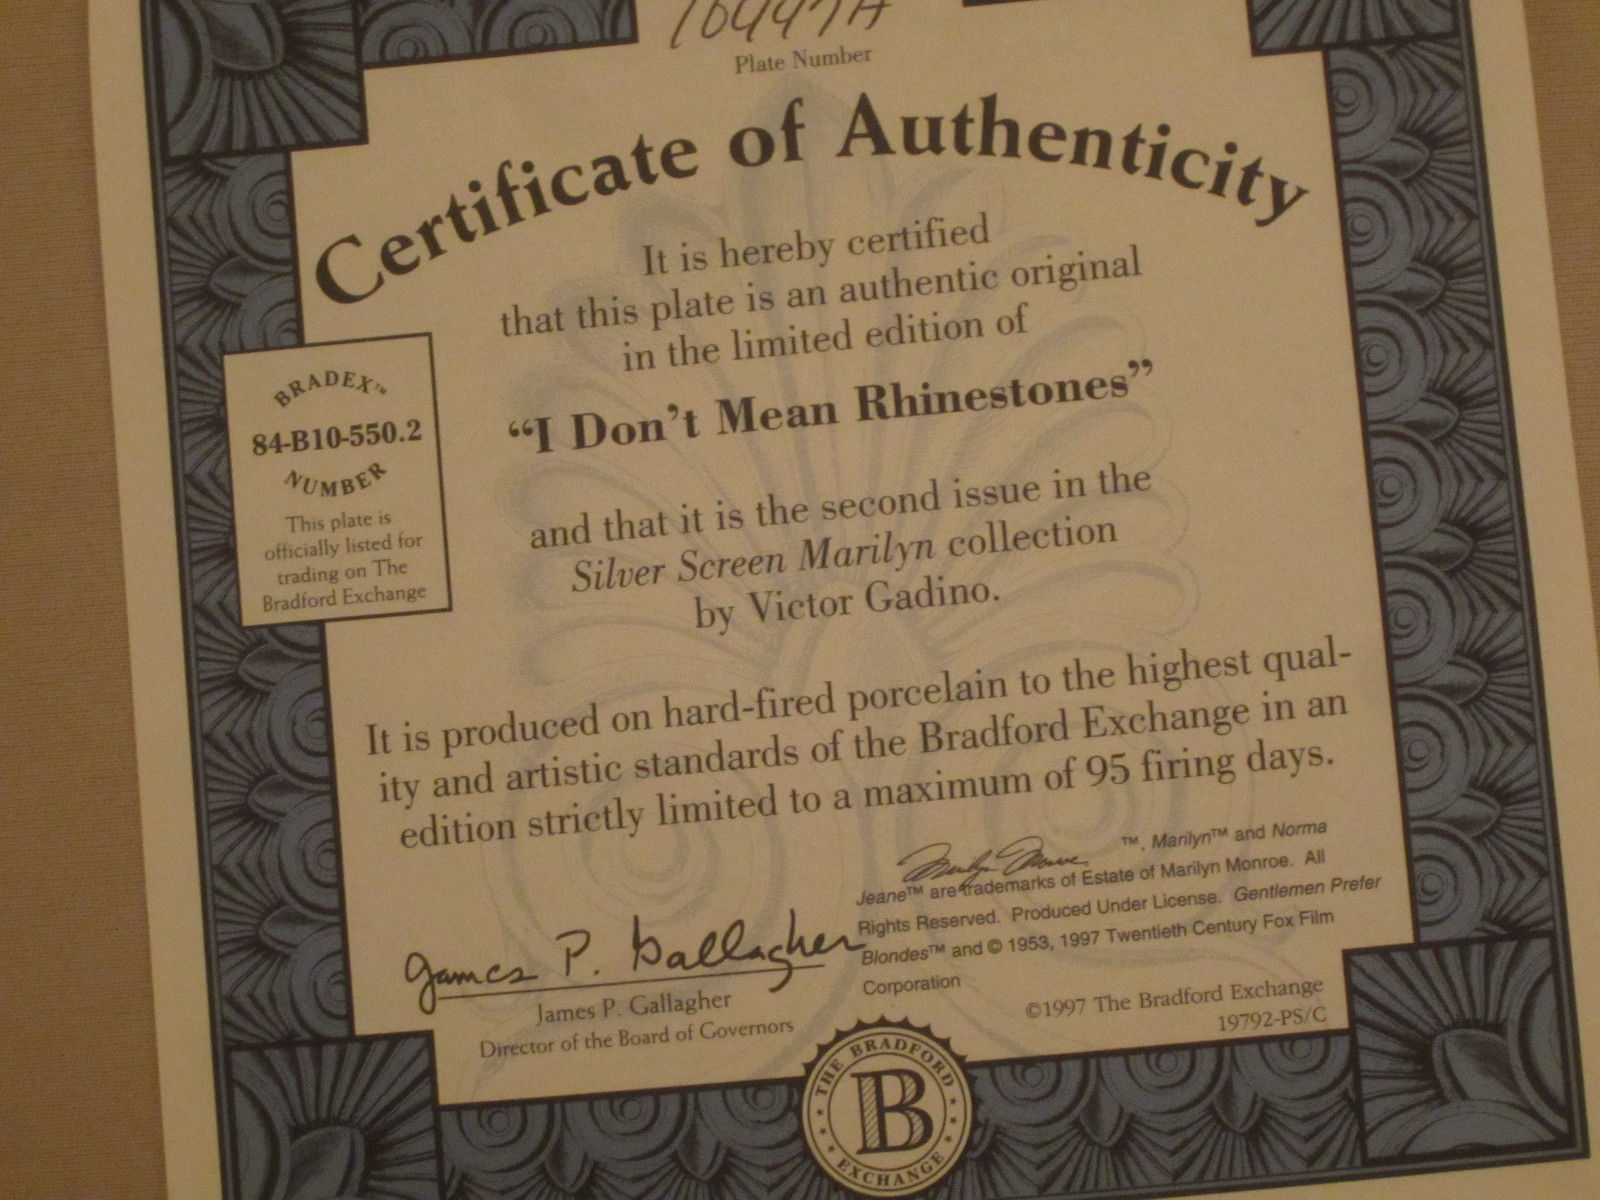 Plate Number
Certificate of Authenticity
It is hereby certified
that this plate is an authentic original
in the limited edition of
“I Don’t Mean Rhinestones”
and that it is the second issue in the
Silver Screen Marilyn collection
by Victor Gadino.
BRADEX™
84-B10-550.2
NUMBER
This plate is
officially listed for
trading on The
Bradford Exchange
It is produced on hard-fired porcelain to the highest qual-
ity and artistic standards of the Bradford Exchange in an
edition strictly limited to a maximum of 95 firing days.
Marilyn Monroe ™, Marilyn™ and Norma
Jeane™ are trademarks of Estate of Marilyn Monroe. All
Rights Reserved. Produced Under License. Gentlemen Prefer
Blondes™ and © 1953, 1997 Twentieth Century Fox Film
Corporation
James P. Gallagher
James P. Gallagher
Director of the Board of Governors
©1997 The Bradford Exchange
19792-PS/C
THE BRADFORD
B
EXCHANGE